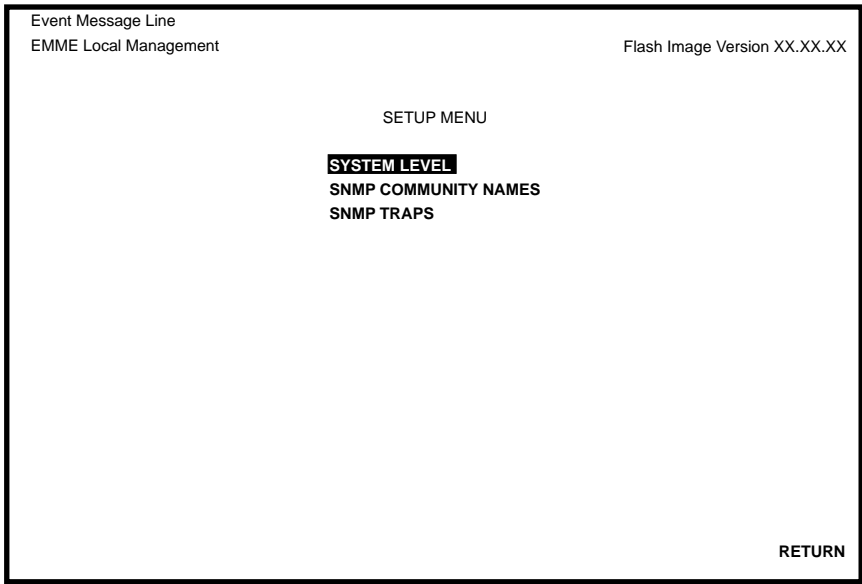 Event Message Line
EMME Local Management
Flash Image Version XX.XX.XX
SETUP MENU
SYSTEM LEVEL
SNMP COMMUNITY NAMES
SNMP TRAPS
RETURN